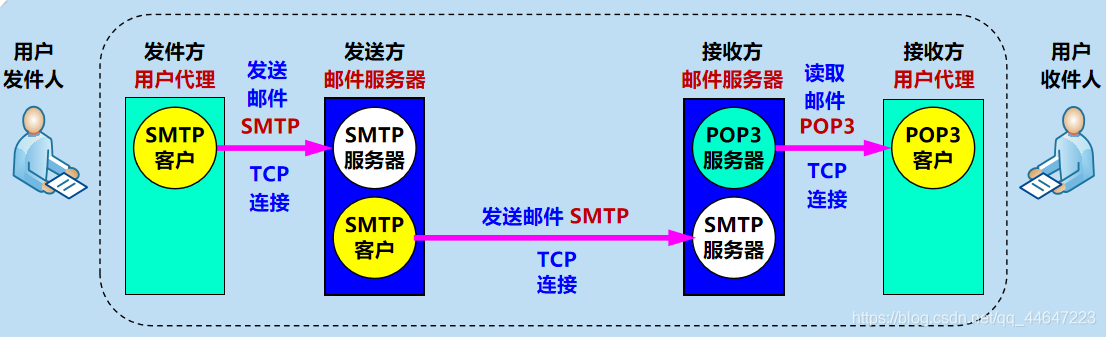 用户
发件人
发件方
用户代理
SMTP
客户
发送
邮件
SMTP
TCP
连接
发送方
邮件服务器
SMTP
服务器
SMTP
客户
发送邮件 SMTP
TCP
连接
接收方
邮件服务器
POP3
服务器
SMTP
服务器
读取
邮件
POP3
TCP
连接
接收方
用户代理
POP3
客户
用户
收件人
https://blog.csdn.net/qq_44647223